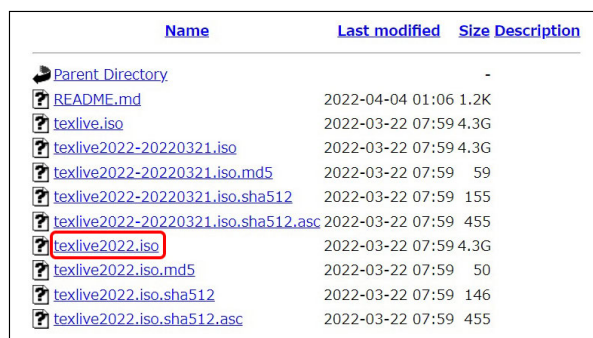 Name Last modified Size Description
Parent Directory -
README.md 2022-04-04 01:06 1.2K
texlive.iso 2022-03-22 07:59 4.3G
texlive2022-20220321.iso 2022-03-22 07:59 4.3G
texlive2022-20220321.iso.md5 2022-03-22 07:59 59
texlive2022-20220321.iso.sha512 2022-03-22 07:59 155
texlive2022-20220321.iso.sha512.asc 2022-03-22 07:59 455
texlive2022.iso 2022-03-22 07:59 4.3G
texlive2022.iso.md5 2022-03-22 07:59 50
texlive2022.iso.sha512 2022-03-22 07:59 146
texlive2022.iso.sha512.asc 2022-03-22 07:59 455